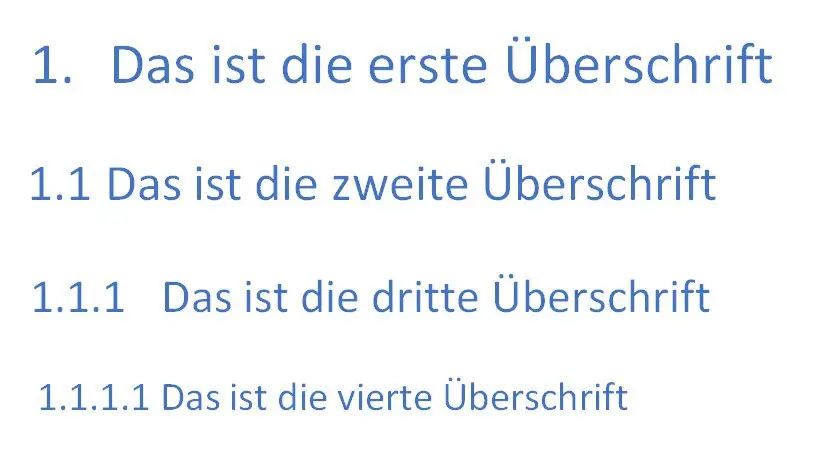 1. Das ist die erste Überschrift
1.1 Das ist die zweite Überschrift
1.1.1 Das ist die dritte Überschrift
1.1.1.1 Das ist die vierte Überschrift